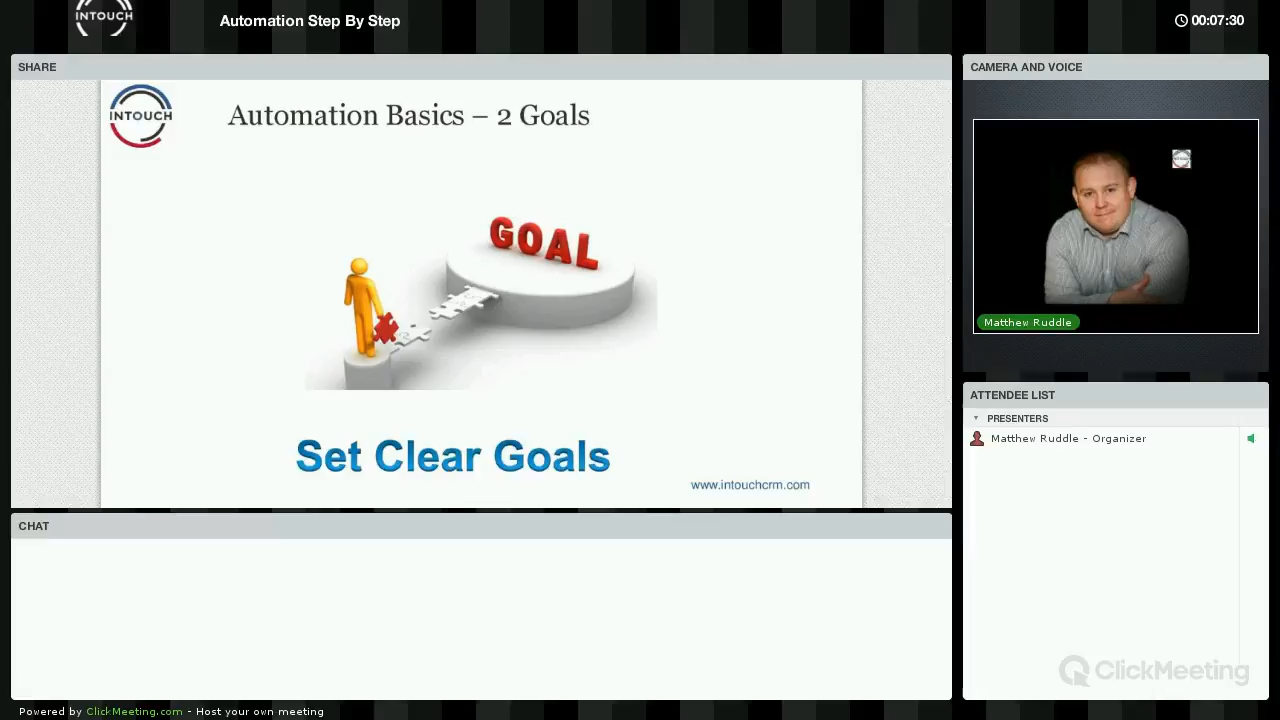 INTOUCH
Automation Step By Step
00:07:30
SHARE
INTOUCH
Automation Basics – 2 Goals
GOAL
Set Clear Goals
www.intouchcrm.com
CAMERA AND VOICE
Matthew Ruddle
ATTENDEE LIST
PRESENTERS
Matthew Ruddle - Organizer
CHAT
ClickMeeting
Powered by ClickMeeting.com - Host your own meeting